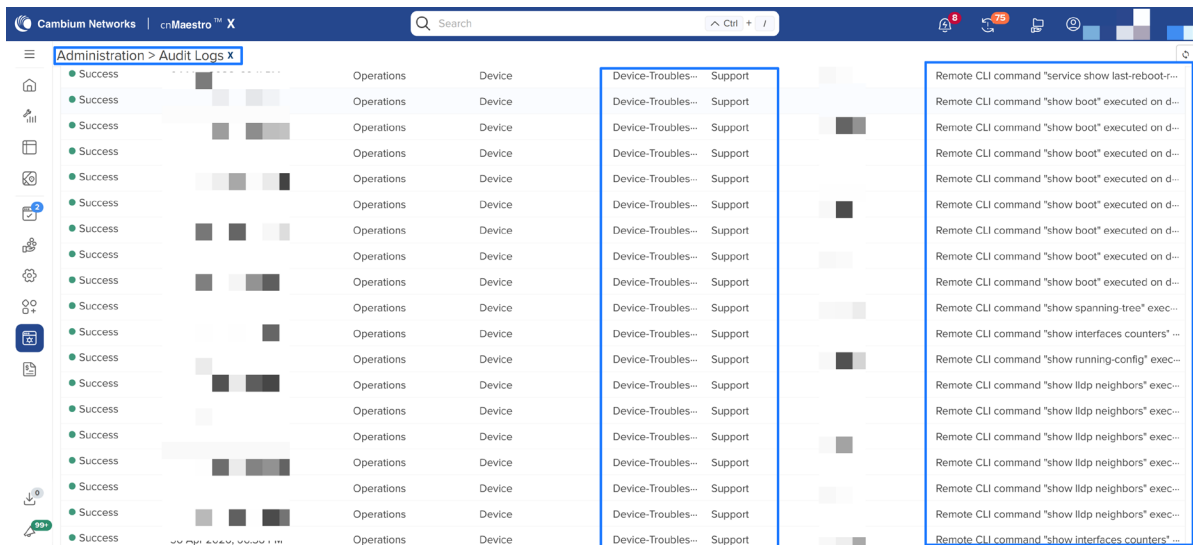 Cambium Networks | cnMaestro™ X Search Ctrl + / 8 75
Administration > Audit Logs X
Success Operations Device Device-Troubles... Support Remote CLI command "service show last-reboot-r...
Success Operations Device Device-Troubles... Support Remote CLI command "show boot" executed on d...
Success Operations Device Device-Troubles... Support Remote CLI command "show boot" executed on d...
Success Operations Device Device-Troubles... Support Remote CLI command "show boot" executed on d...
Success Operations Device Device-Troubles... Support Remote CLI command "show boot" executed on d...
2 Success Operations Device Device-Troubles... Support Remote CLI command "show boot" executed on d...
Success Operations Device Device-Troubles... Support Remote CLI command "show boot" executed on d...
Success Operations Device Device-Troubles... Support Remote CLI command "show boot" executed on d...
Success Operations Device Device-Troubles... Support Remote CLI command "show boot" executed on d...
Success Operations Device Device-Troubles... Support Remote CLI command "show spanning-tree" exec...
Success Operations Device Device-Troubles... Support Remote CLI command "show interfaces counters" ...
Success Operations Device Device-Troubles... Support Remote CLI command "show running-config" exec...
Success Operations Device Device-Troubles... Support Remote CLI command "show lldp neighbors" exec...
Success Operations Device Device-Troubles... Support Remote CLI command "show lldp neighbors" exec...
Success Operations Device Device-Troubles... Support Remote CLI command "show lldp neighbors" exec...
Success Operations Device Device-Troubles... Support Remote CLI command "show lldp neighbors" exec...
0 Success Operations Device Device-Troubles... Support Remote CLI command "show lldp neighbors" exec...
99+ Success Operations Device Device-Troubles... Support Remote CLI command "show lldp neighbors" exec...
Success Operations Device Device-Troubles... Support Remote CLI command "show interfaces counters" ...